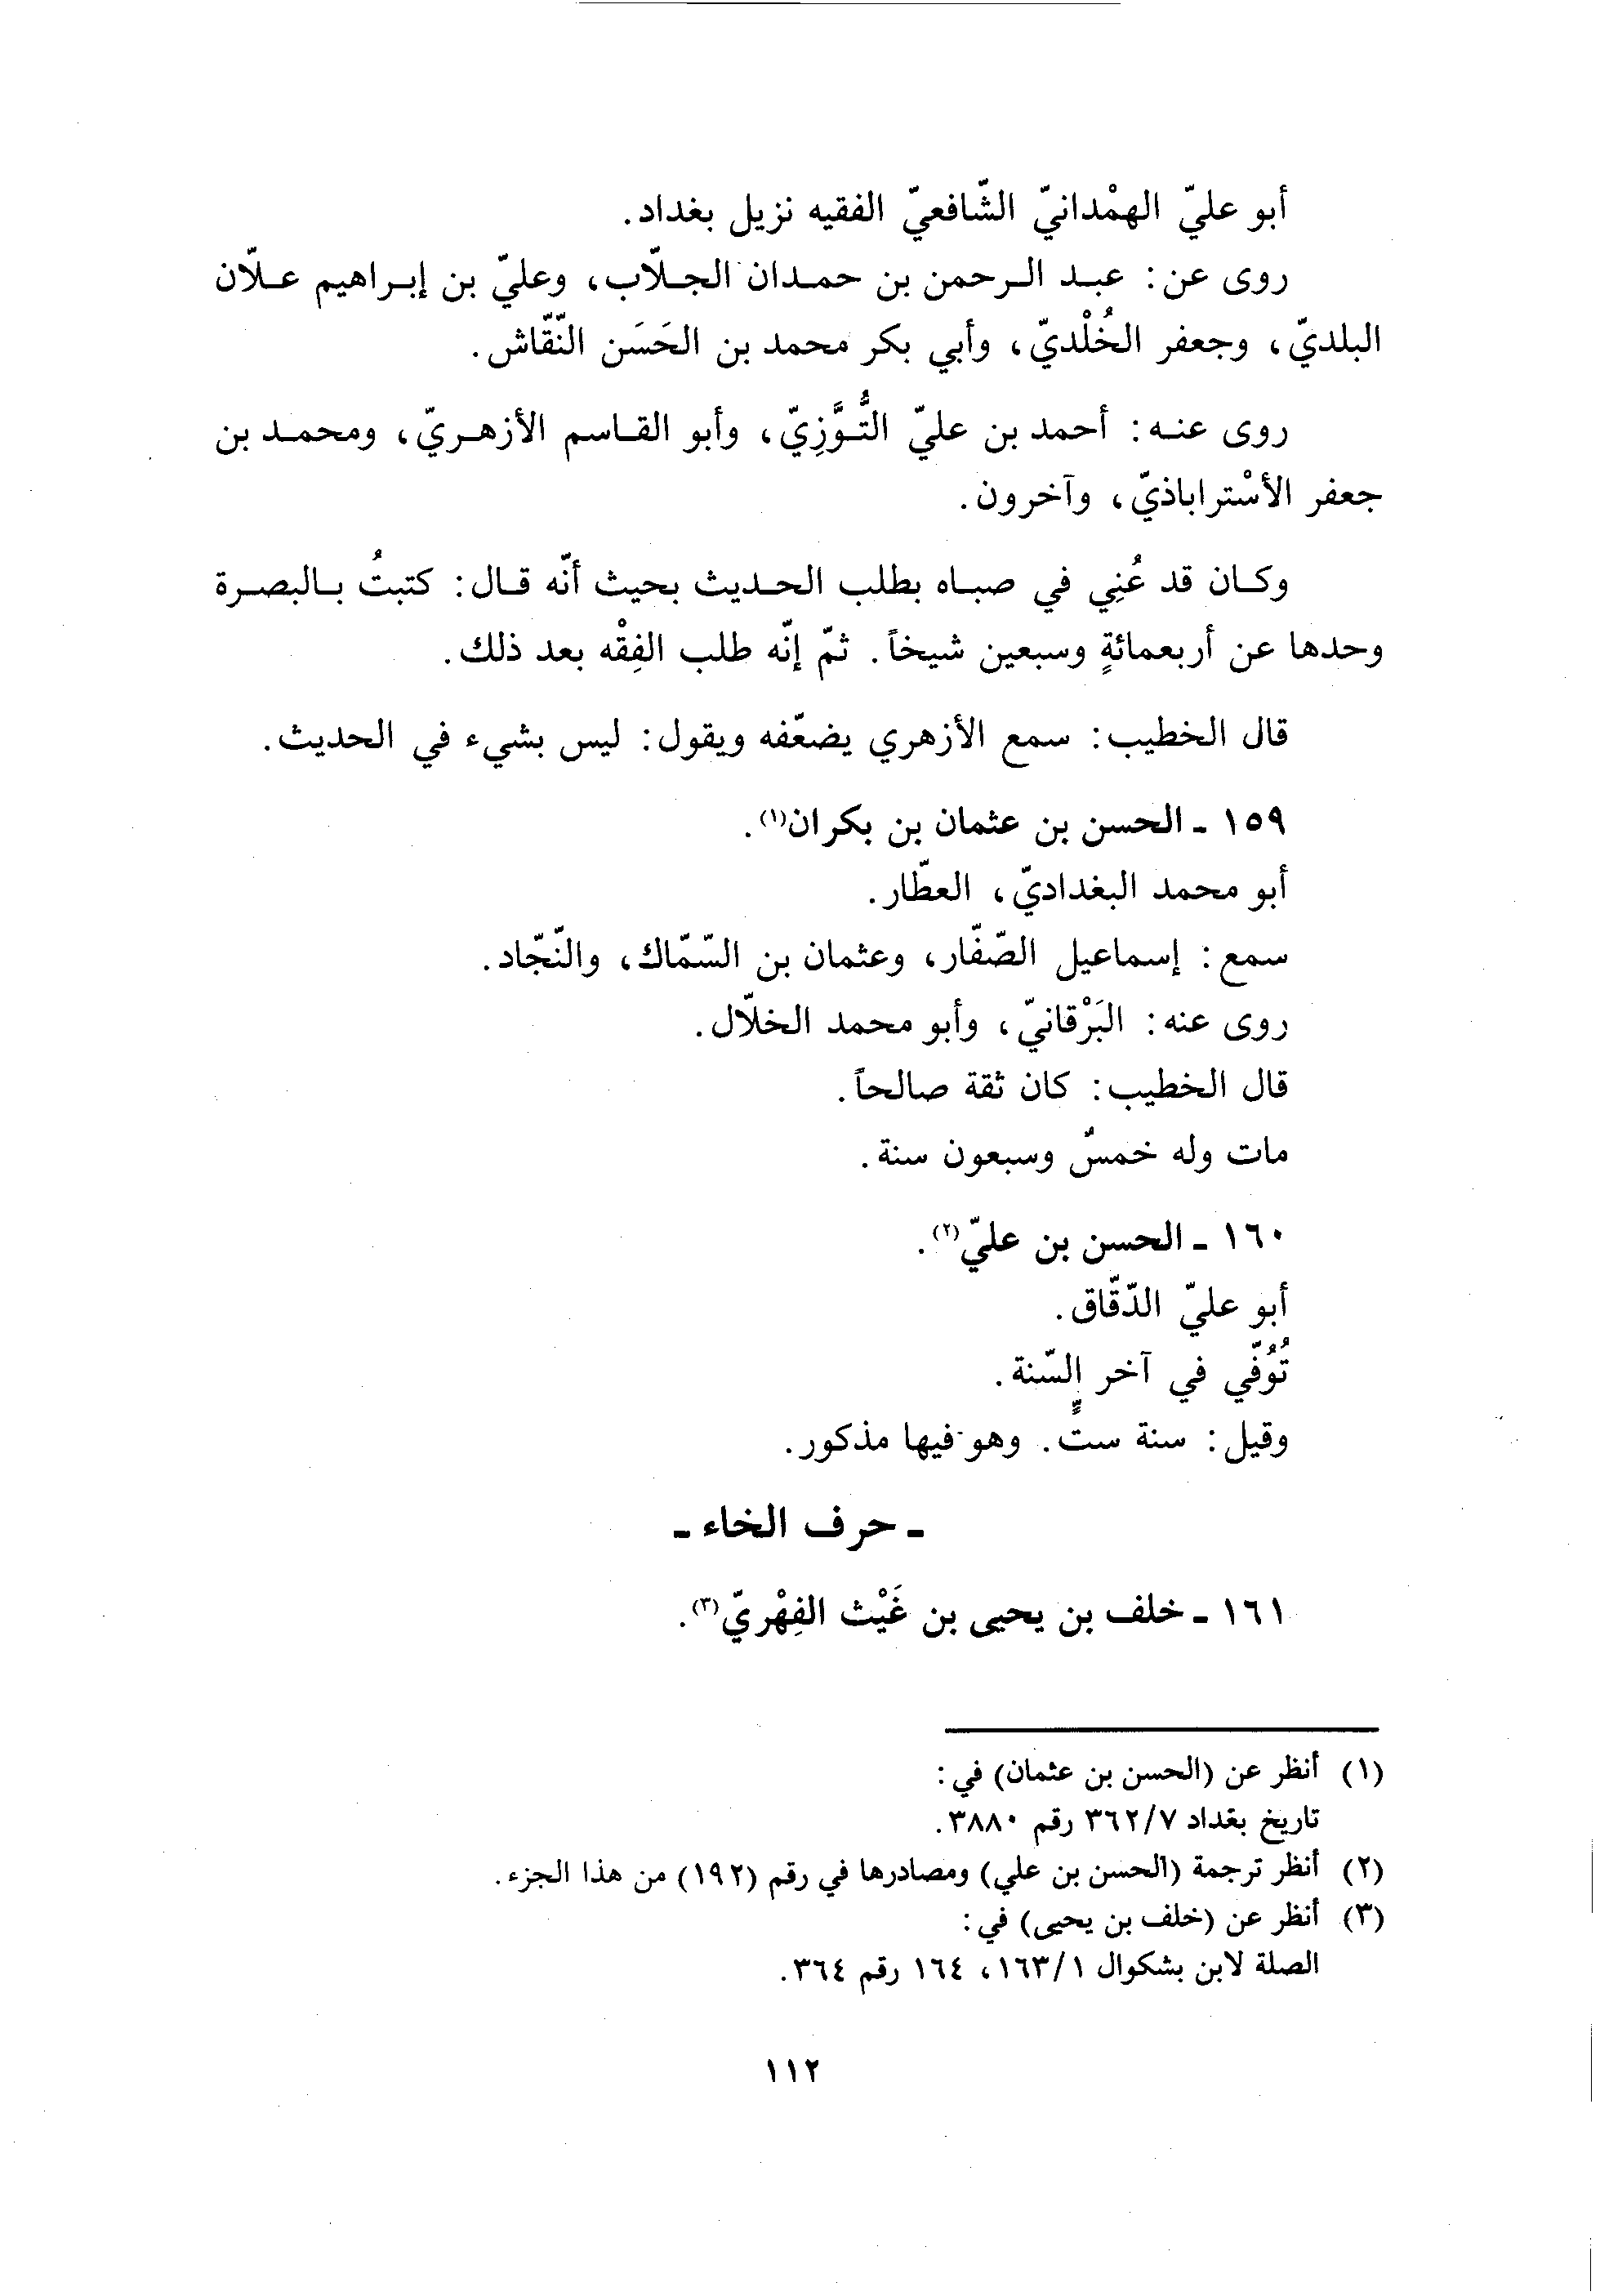 أبو عليّ الهمْدانيّ الشّافعيّ الفقيه نزيل بغداد.
روى عن: عبد الرحمن بن حمدان الجلّاب، وعليّ بن إبراهيم علّان
البلديّ، وجعفر الخُلْديّ، وأبي بكر محمد بن الحَسَن النّقّاش.
روى عنه: أحمد بن عليّ التُّوَّزِيّ، وأبو القاسم الأزهريّ، ومحمد بن
جعفر الأسْتراباذيّ، وآخرون.
وكان قد عُنِي في صباه بطلب الحديث بحيث أنّه قال: كتبتُ بالبصرة
وحدها عن أربعمائةٍ وسبعين شيخاً. ثمّ إنّه طلب الفِقْه بعد ذلك.
قال الخطيب: سمع الأزهري يضعّفه ويقول: ليس بشيء في الحديث.
١٥٩ ـ الحسن بن عثمان بن بكران(١).
أبو محمد البغداديّ، العطّار.
سمع: إسماعيل الصّفّار، وعثمان بن السّمّاك، والنّجّاد.
روى عنه: البَرْقانيّ، وأبو محمد الخلّال.
قال الخطيب: كان ثقة صالحاً.
مات وله خمسٌ وسبعون سنة.
١٦٠ ـ الحسن بن عليّ(٢).
أبو عليّ الدّقّاق.
تُوُفّي في آخر السّنة.
وقيل: سنة ستٍّ. وهو فيها مذكور.
ـ حرف الخاء ـ
١٦١ ـ خلف بن يحيى بن غَيْث الفِهْريّ(٣).
(١) أنظر عن (الحسن بن عثمان) في:
تاريخ بغداد ٣٦٢/٧ رقم ٣٨٨٠.
(٢) أنظر ترجمة (الحسن بن علي) ومصادرها في رقم (١٩٢) من هذا الجزء.
(٣) أنظر عن (خلف بن يحيى) في:
الصلة لابن بشكوال ١٦٣/١، ١٦٤ رقم ٣٦٤.
١١٢